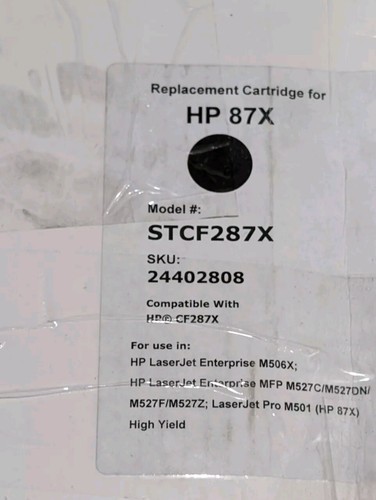 Replacement Cartridge for
HP 87X
Model #:
STCF287X
SKU:
24402808
Compatible With
HP® CF287X
For use in:
HP LaserJet Enterprise M506X;
HP LaserJet Enterprise MFP M527C/M527DN/
M527F/M527Z; LaserJet Pro M501 (HP 87X)
High Yield